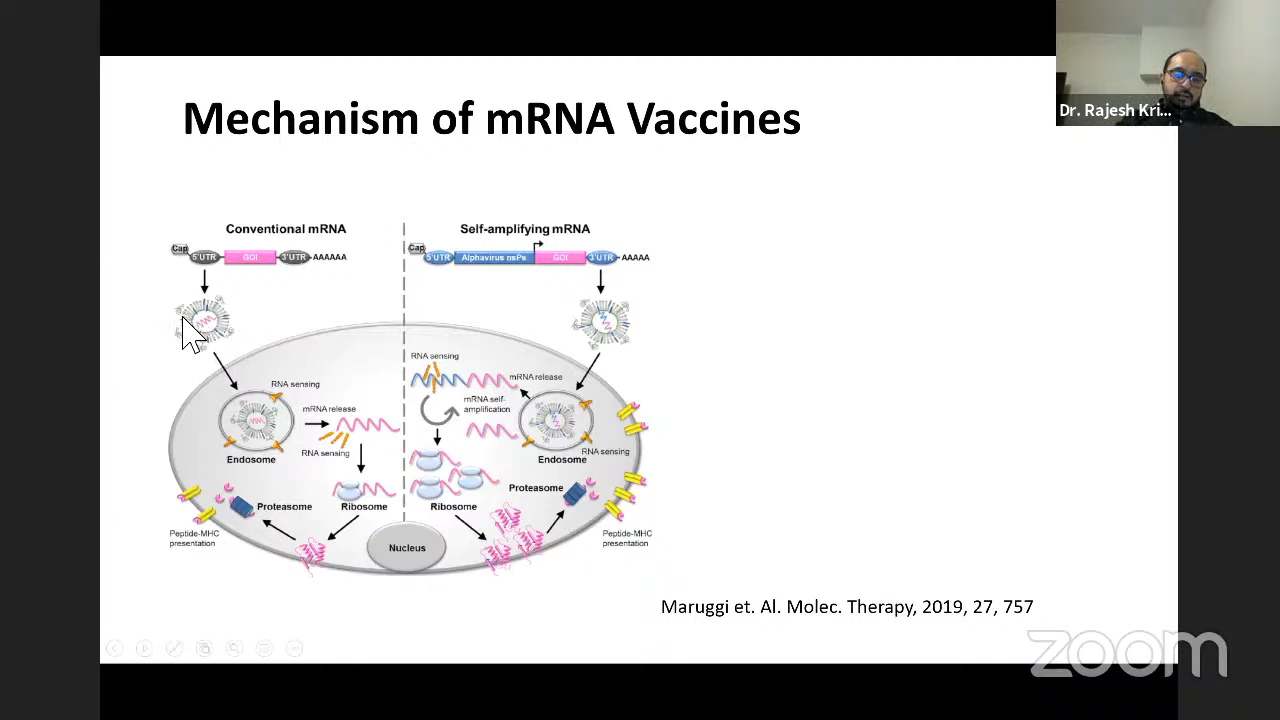 Dr. Rajesh Kri...
Mechanism of mRNA Vaccines
Conventional mRNA
Cap
5'UTR
GOI
3'UTR
AAAAAA
RNA sensing
mRNA release
RNA sensing
Endosome
Proteasome
Ribosome
Peptide-MHC
presentation
Self-amplifying mRNA
Cap
5'UTR
Alphavirus nsPs
GOI
3'UTR
AAAAA
RNA sensing
mRNA release
mRNA self-
amplification
Endosome
RNA sensing
Proteasome
Ribosome
Peptide-MHC
presentation
Nucleus
Maruggi et. Al. Molec. Therapy, 2019, 27, 757
zoom